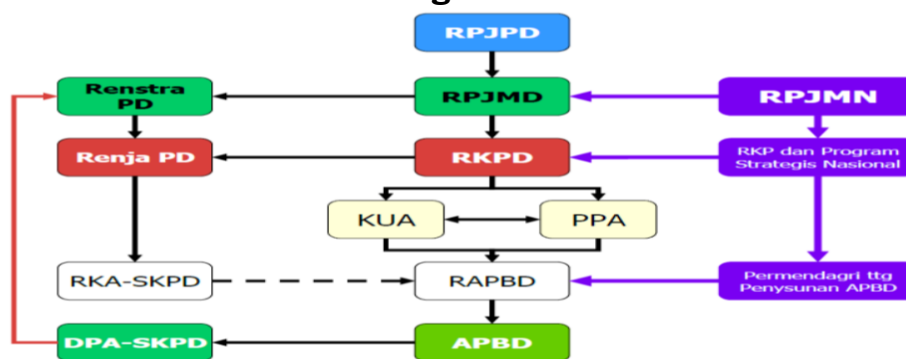 RPJPD
Renstra
PD
RPJMD
RPJMN
Renja PD
RKPD
RKP dan Program
Strategis Nasional
KUA
PPA
RKA-SKPD
RAPBD
Permendagri ttg
Penysunan APBD
DPA-SKPD
APBD